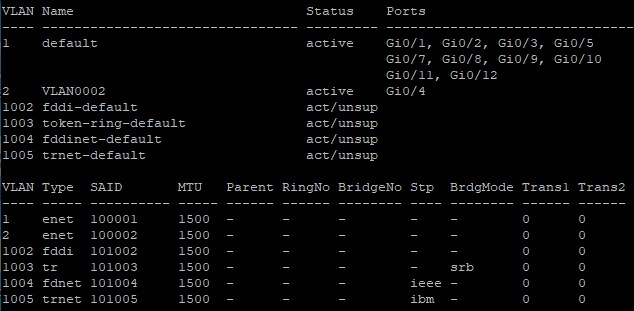 VLAN Name                             Status    Ports
---- -------------------------------- --------- -------------------------------
1    default                          active    Gi0/1, Gi0/2, Gi0/3, Gi0/5
                                                Gi0/7, Gi0/8, Gi0/9, Gi0/10
                                                Gi0/11, Gi0/12
2    VLAN0002                         active    Gi0/4
1002 fddi-default                     act/unsup
1003 token-ring-default               act/unsup
1004 fddinet-default                  act/unsup
1005 trnet-default                    act/unsup
VLAN Type  SAID       MTU   Parent RingNo BridgeNo Stp  BrdgMode Trans1 Trans2
---- ----- ---------- ----- ------ ------ -------- ---- -------- ------ ------
1    enet  100001     1500  -      -      -        -    -        0      0
2    enet  100002     1500  -      -      -        -    -        0      0
1002 fddi  101002     1500  -      -      -        -    -        0      0
1003 tr    101003     1500  -      -      -        -    srb      0      0
1004 fdnet 101004     1500  -      -      -        ieee -        0      0
1005 trnet 101005     1500  -      -      -        ibm  -        0      0